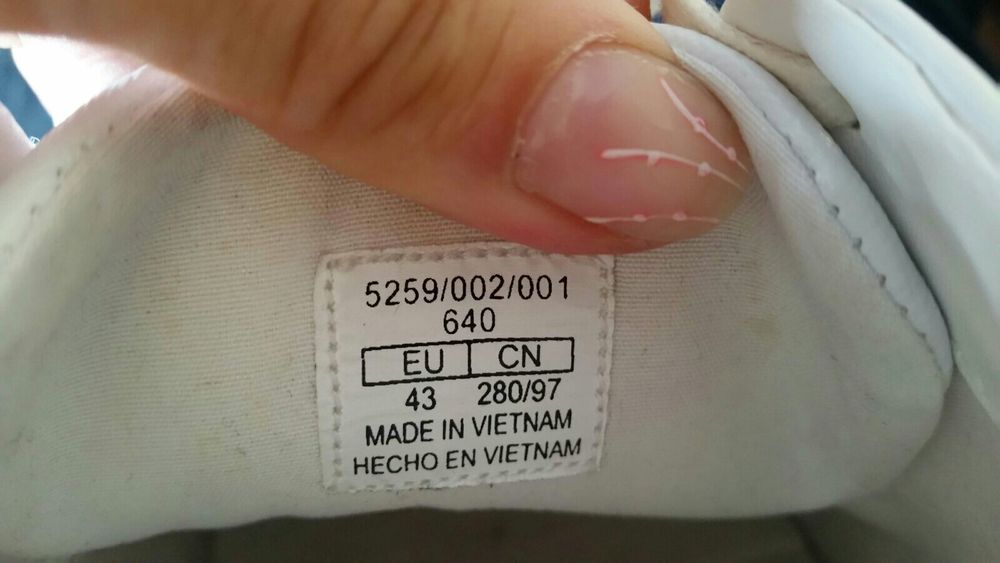 5259/002/001
640
EU CN
43 280/97
MADE IN VIETNAM
HECHO EN VIETNAM